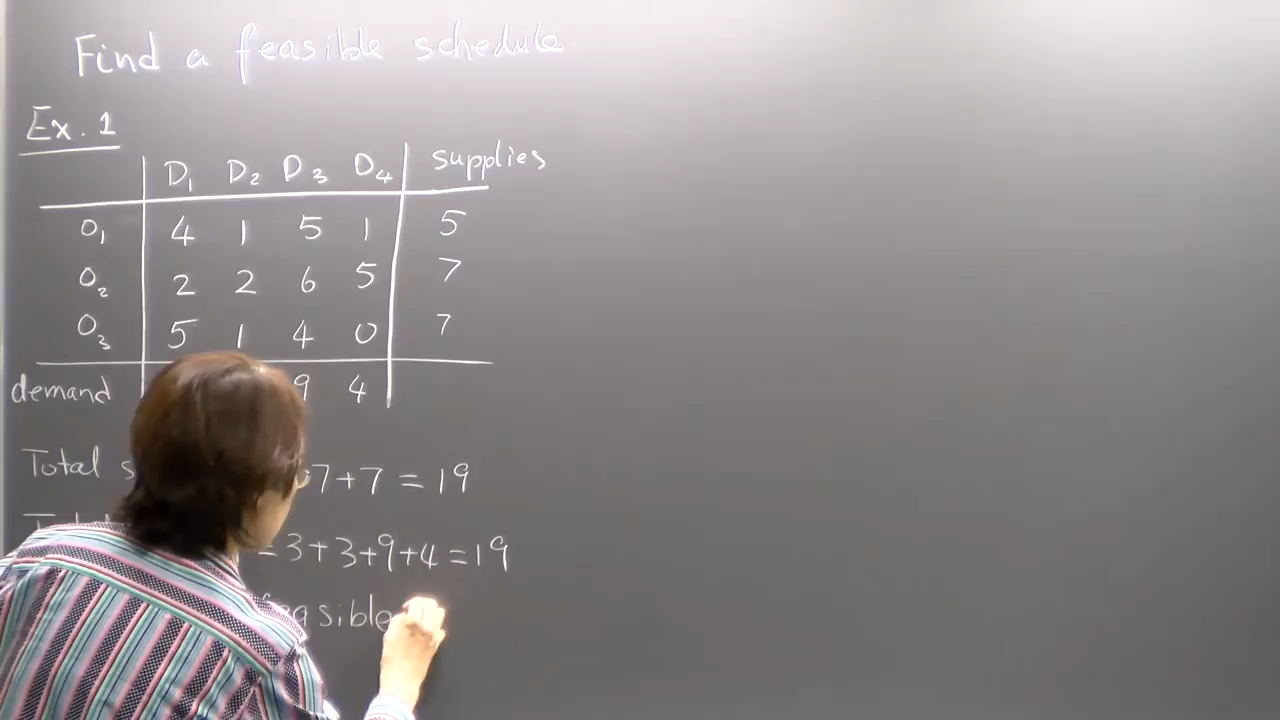 Find a feasible schedule.
Ex. 1
D1 D2 D3 D4 supplies
O1 4 1 5 1 5
O2 2 2 6 5 7
O3 5 1 4 0 7
demand 9 4
Total 7+7 = 19
= 3+3+9+4 = 19
feasible